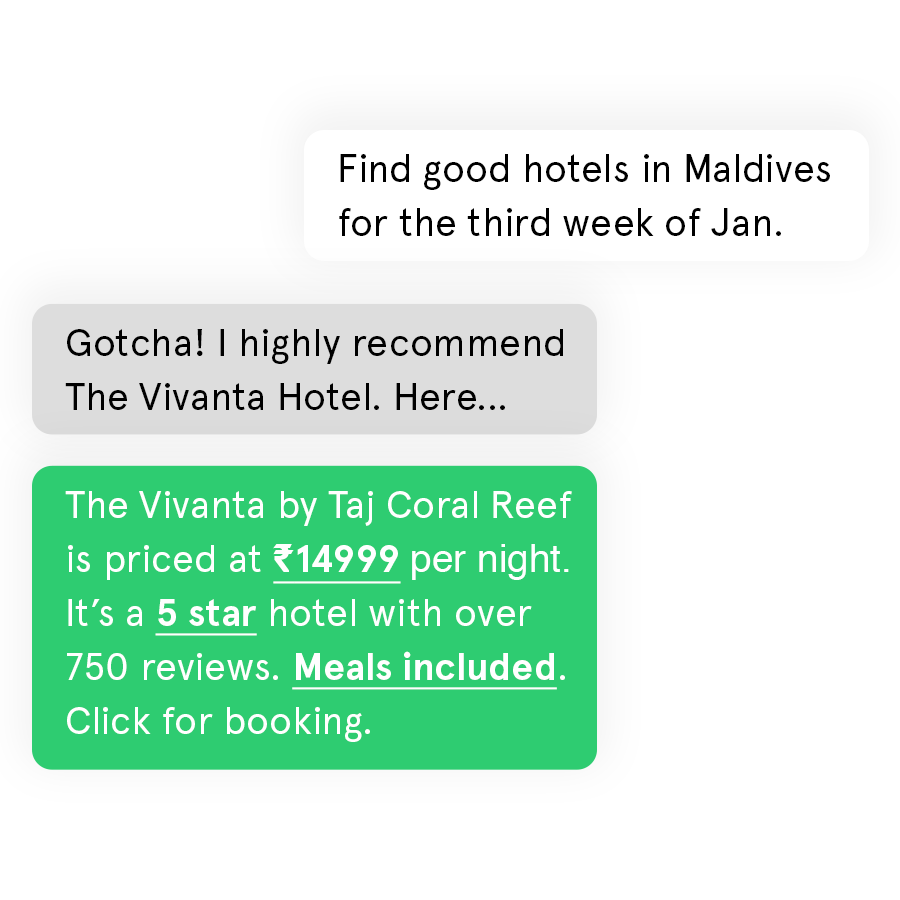 Find good hotels in Maldives
for the third week of Jan.
Gotcha! I highly recommend
The Vivanta Hotel. Here...
The Vivanta by Taj Coral Reef
is priced at ₹14999 per night.
It’s a 5 star hotel with over
750 reviews. Meals included.
Click for booking.